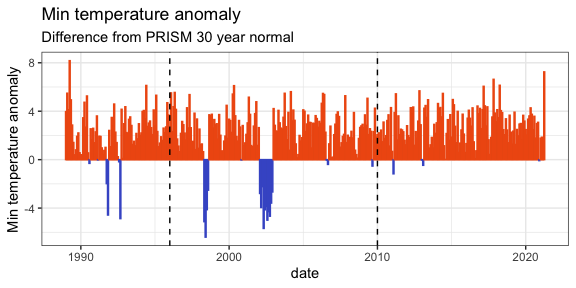 Min temperature anomaly
Difference from PRISM 30 year normal
Min temperature anomaly
8
4
0
-4
1990
2000
2010
2020
date